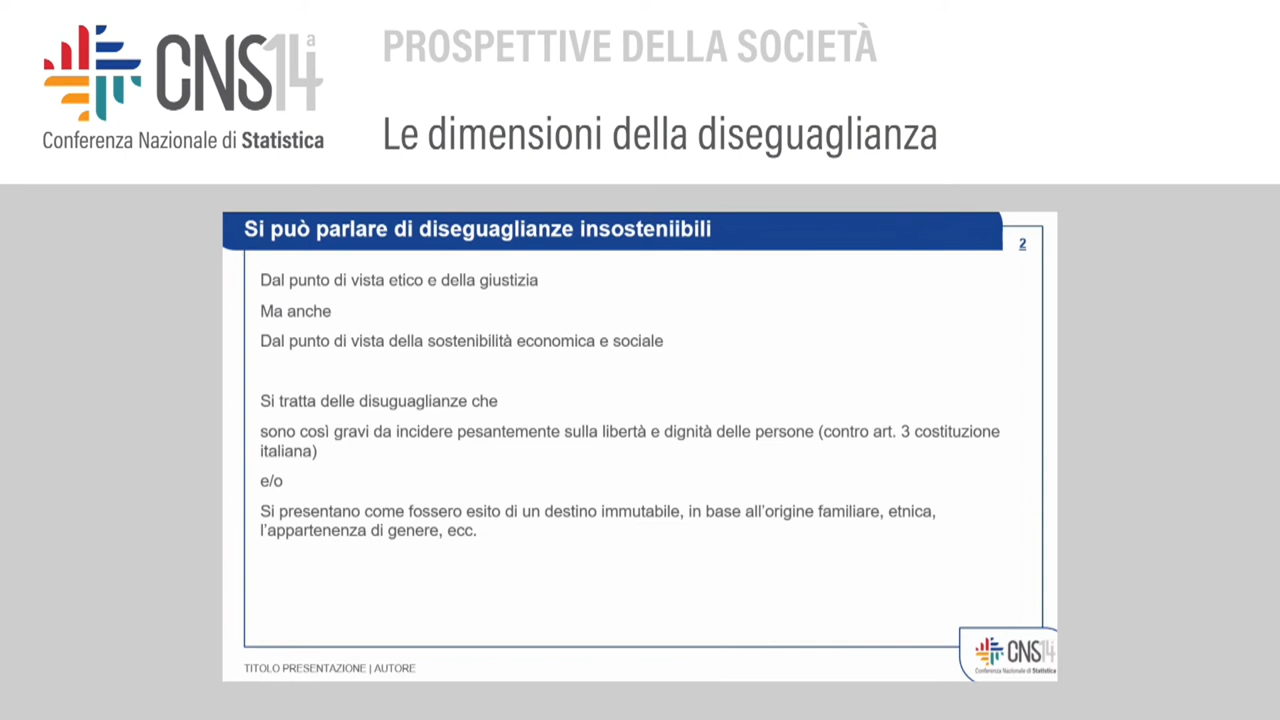 CNS14ª
Conferenza Nazionale di Statistica
PROSPETTIVE DELLA SOCIETÀ
Le dimensioni della diseguaglianza
Si può parlare di diseguaglianze insosteniibili
2
Dal punto di vista etico e della giustizia
Ma anche
Dal punto di vista della sostenibilità economica e sociale
Si tratta delle disuguaglianze che
sono così gravi da incidere pesantemente sulla libertà e dignità delle persone (contro art. 3 costituzione
italiana)
e/o
Si presentano come fossero esito di un destino immutabile, in base all'origine familiare, etnica,
l'appartenenza di genere, ecc.
TITOLO PRESENTAZIONE | AUTORE
CNS14
Conferenza Nazionale di Statistica